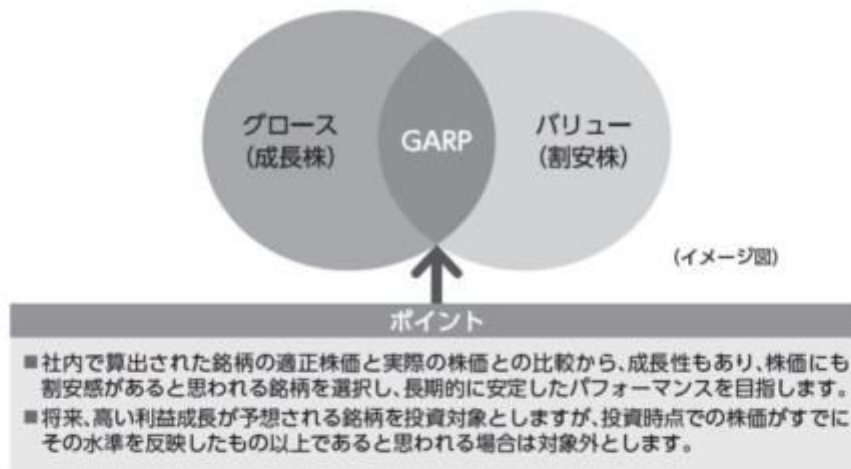 グロース
(成長株)
GARP
バリュー
(割安株)
(イメージ図)
ポイント
■社内で算出された銘柄の適正株価と実際の株価との比較から、成長性もあり、株価にも
割安感があると思われる銘柄を選択し、長期的に安定したパフォーマンスを目指します。
■将来、高い利益成長が予想される銘柄を投資対象としますが、投資時点での株価がすでに
その水準を反映したもの以上であると思われる場合は対象外とします。